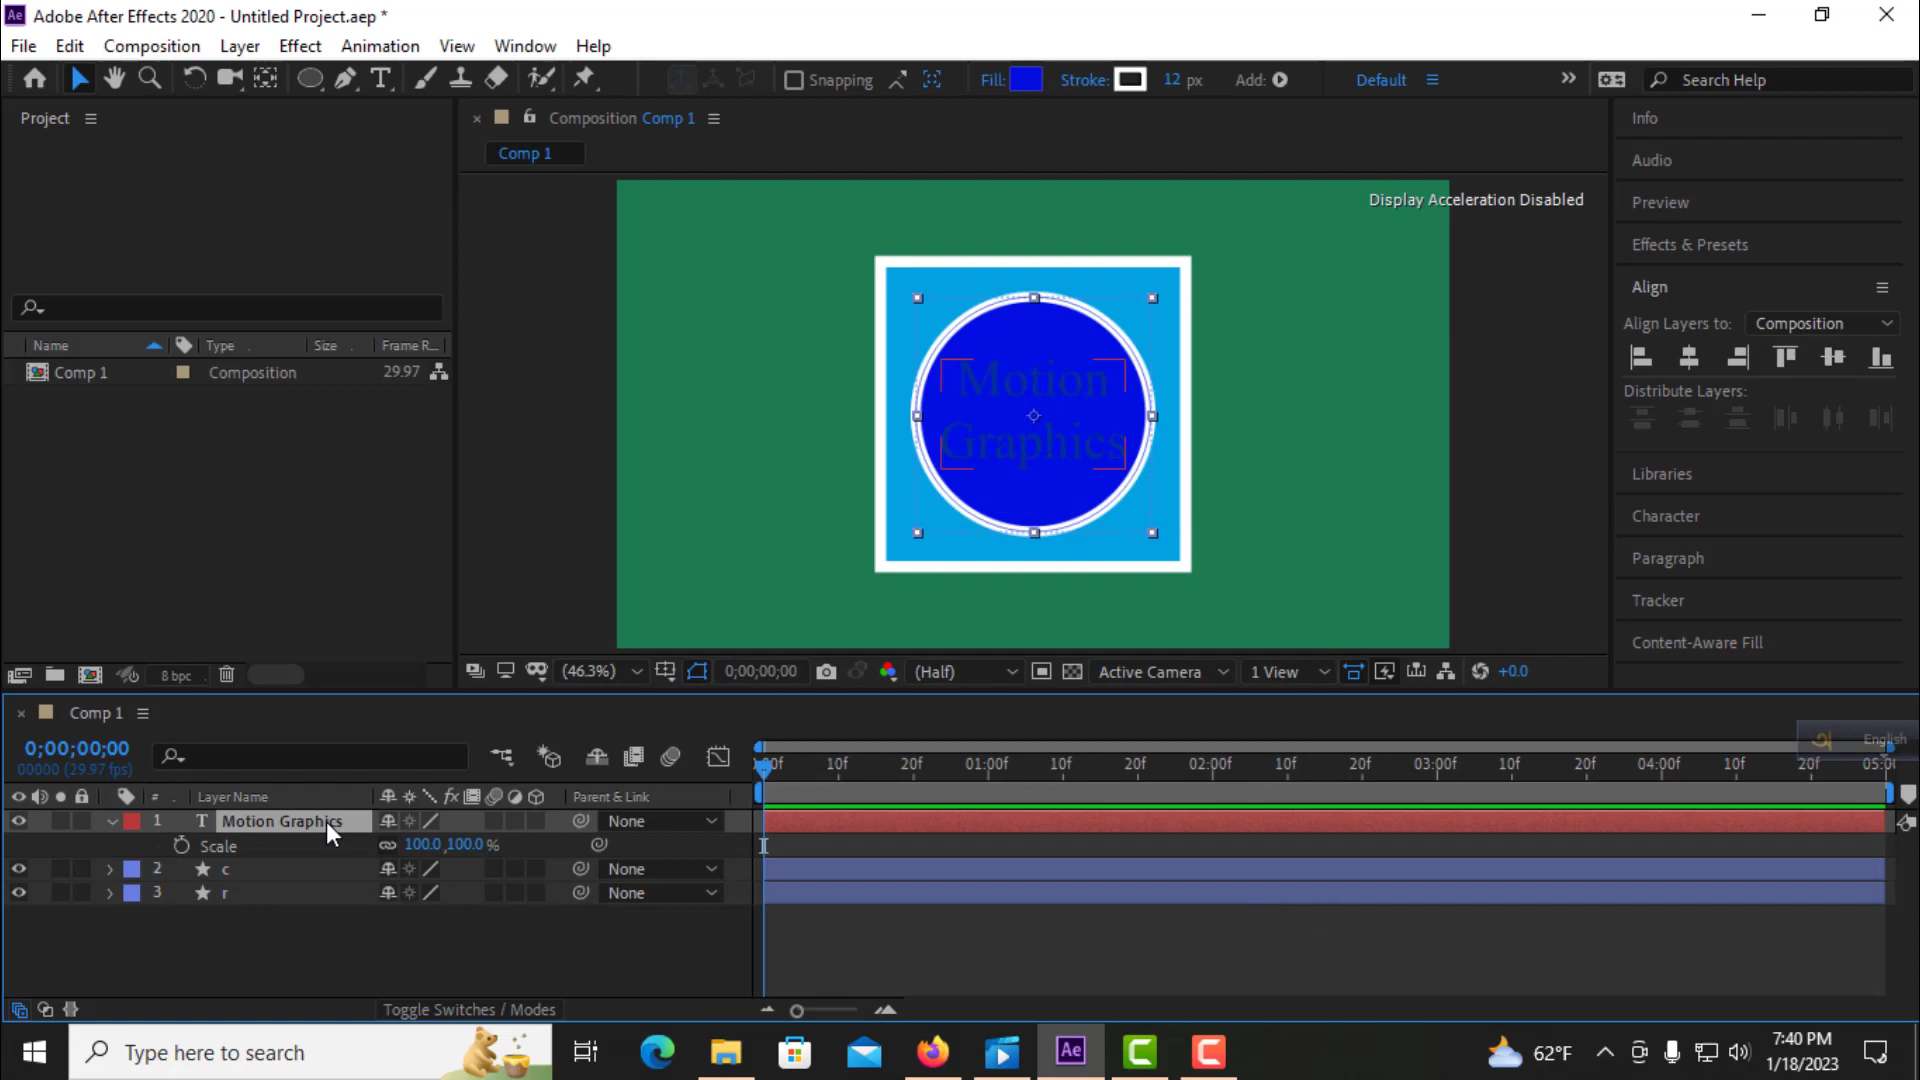 Adobe After Effects 2020 - Untitled Project.aep *
File Edit Composition Layer Effect Animation View Window Help
Snapping Fill: Stroke: 12 px Add: Default Search Help
Project
Composition Comp 1
Comp 1
Name Type Size Frame R...
Comp 1 Composition 29.97
Display Acceleration Disabled
Motion
Graphics
Info
Audio
Preview
Effects & Presets
Align
Align Layers to: Composition
Distribute Layers:
Libraries
Character
Paragraph
Tracker
Content-Aware Fill
8 bpc
(46.3%) 0;00;00;00 (Half) Active Camera 1 View +0.0
Comp 1
0;00;00;00
00000 (29.97 fps)
:00f 10f 20f 01:00f 10f 20f 02:00f 10f 20f 03:00f 10f 20f 04:00f 10f 20f 05:00
English
# Layer Name fx Parent & Link
1 T Motion Graphics None
Scale 100.0,100.0 %
2 c None
3 r None
Toggle Switches / Modes
Type here to search
Ae
62°F
7:40 PM
1/18/2023